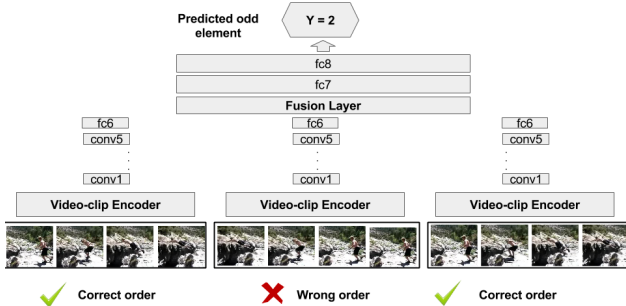 Predicted odd
element
Y = 2
fc8
fc7
Fusion Layer
fc6 fc6 fc6
conv5 conv5 conv5
conv1 conv1 conv1
Video-clip Encoder Video-clip Encoder Video-clip Encoder
Correct order Wrong order Correct order